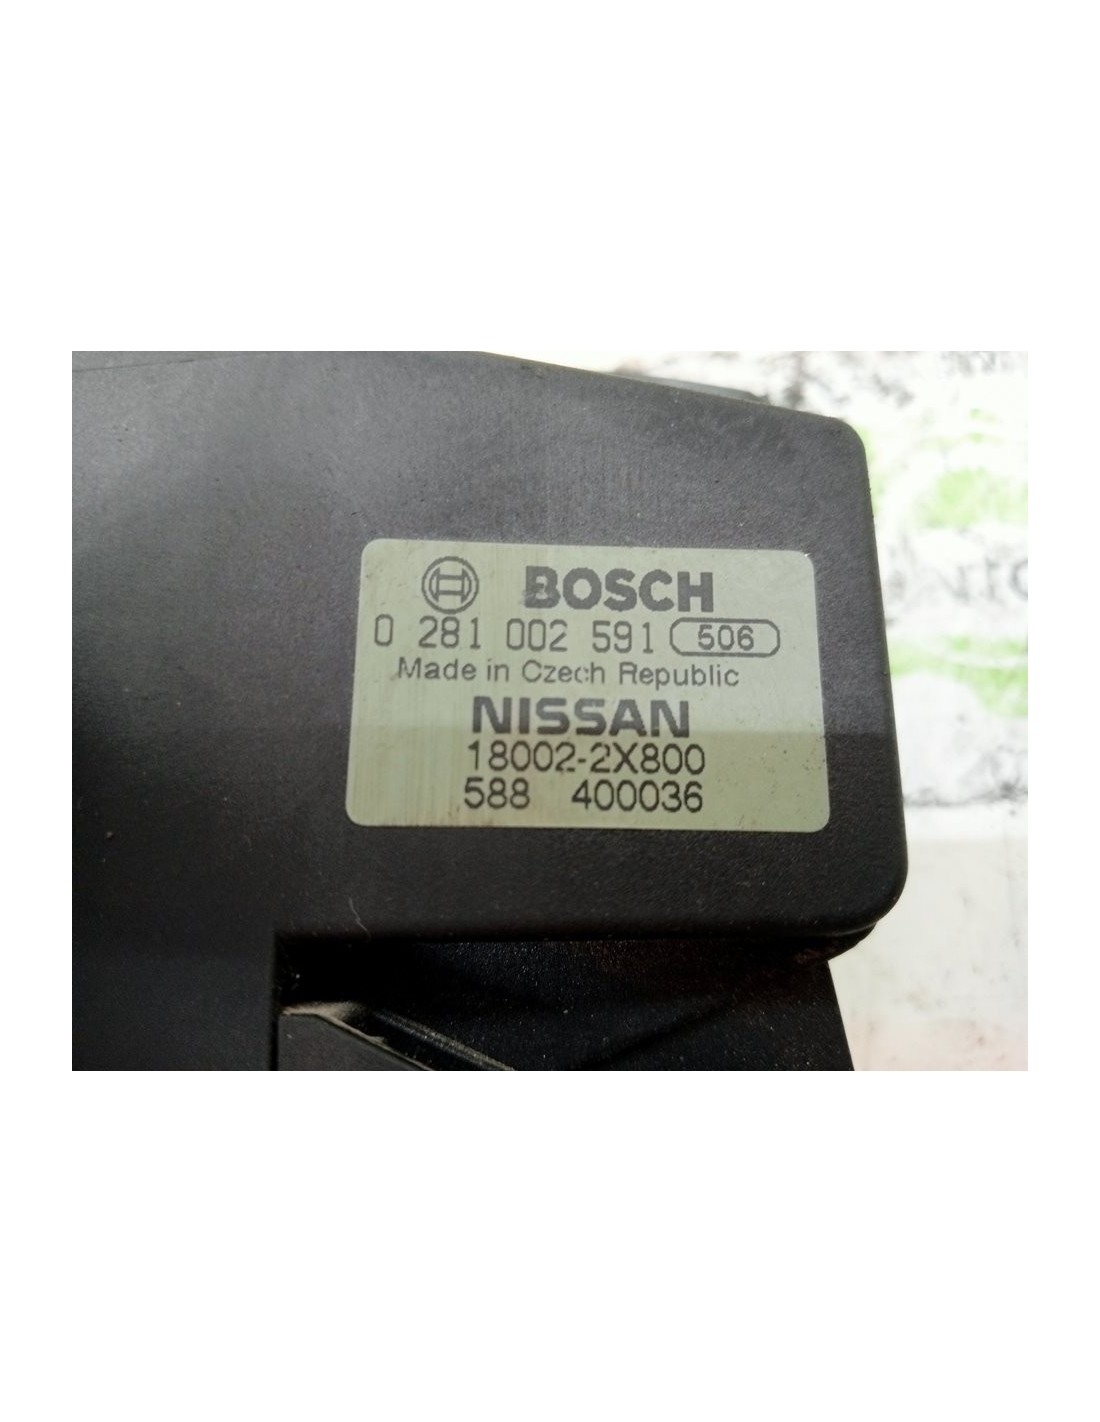 BOSCH
0 281 002 591 506
Made in Czech Republic
NISSAN
18002-2X800
588 400036